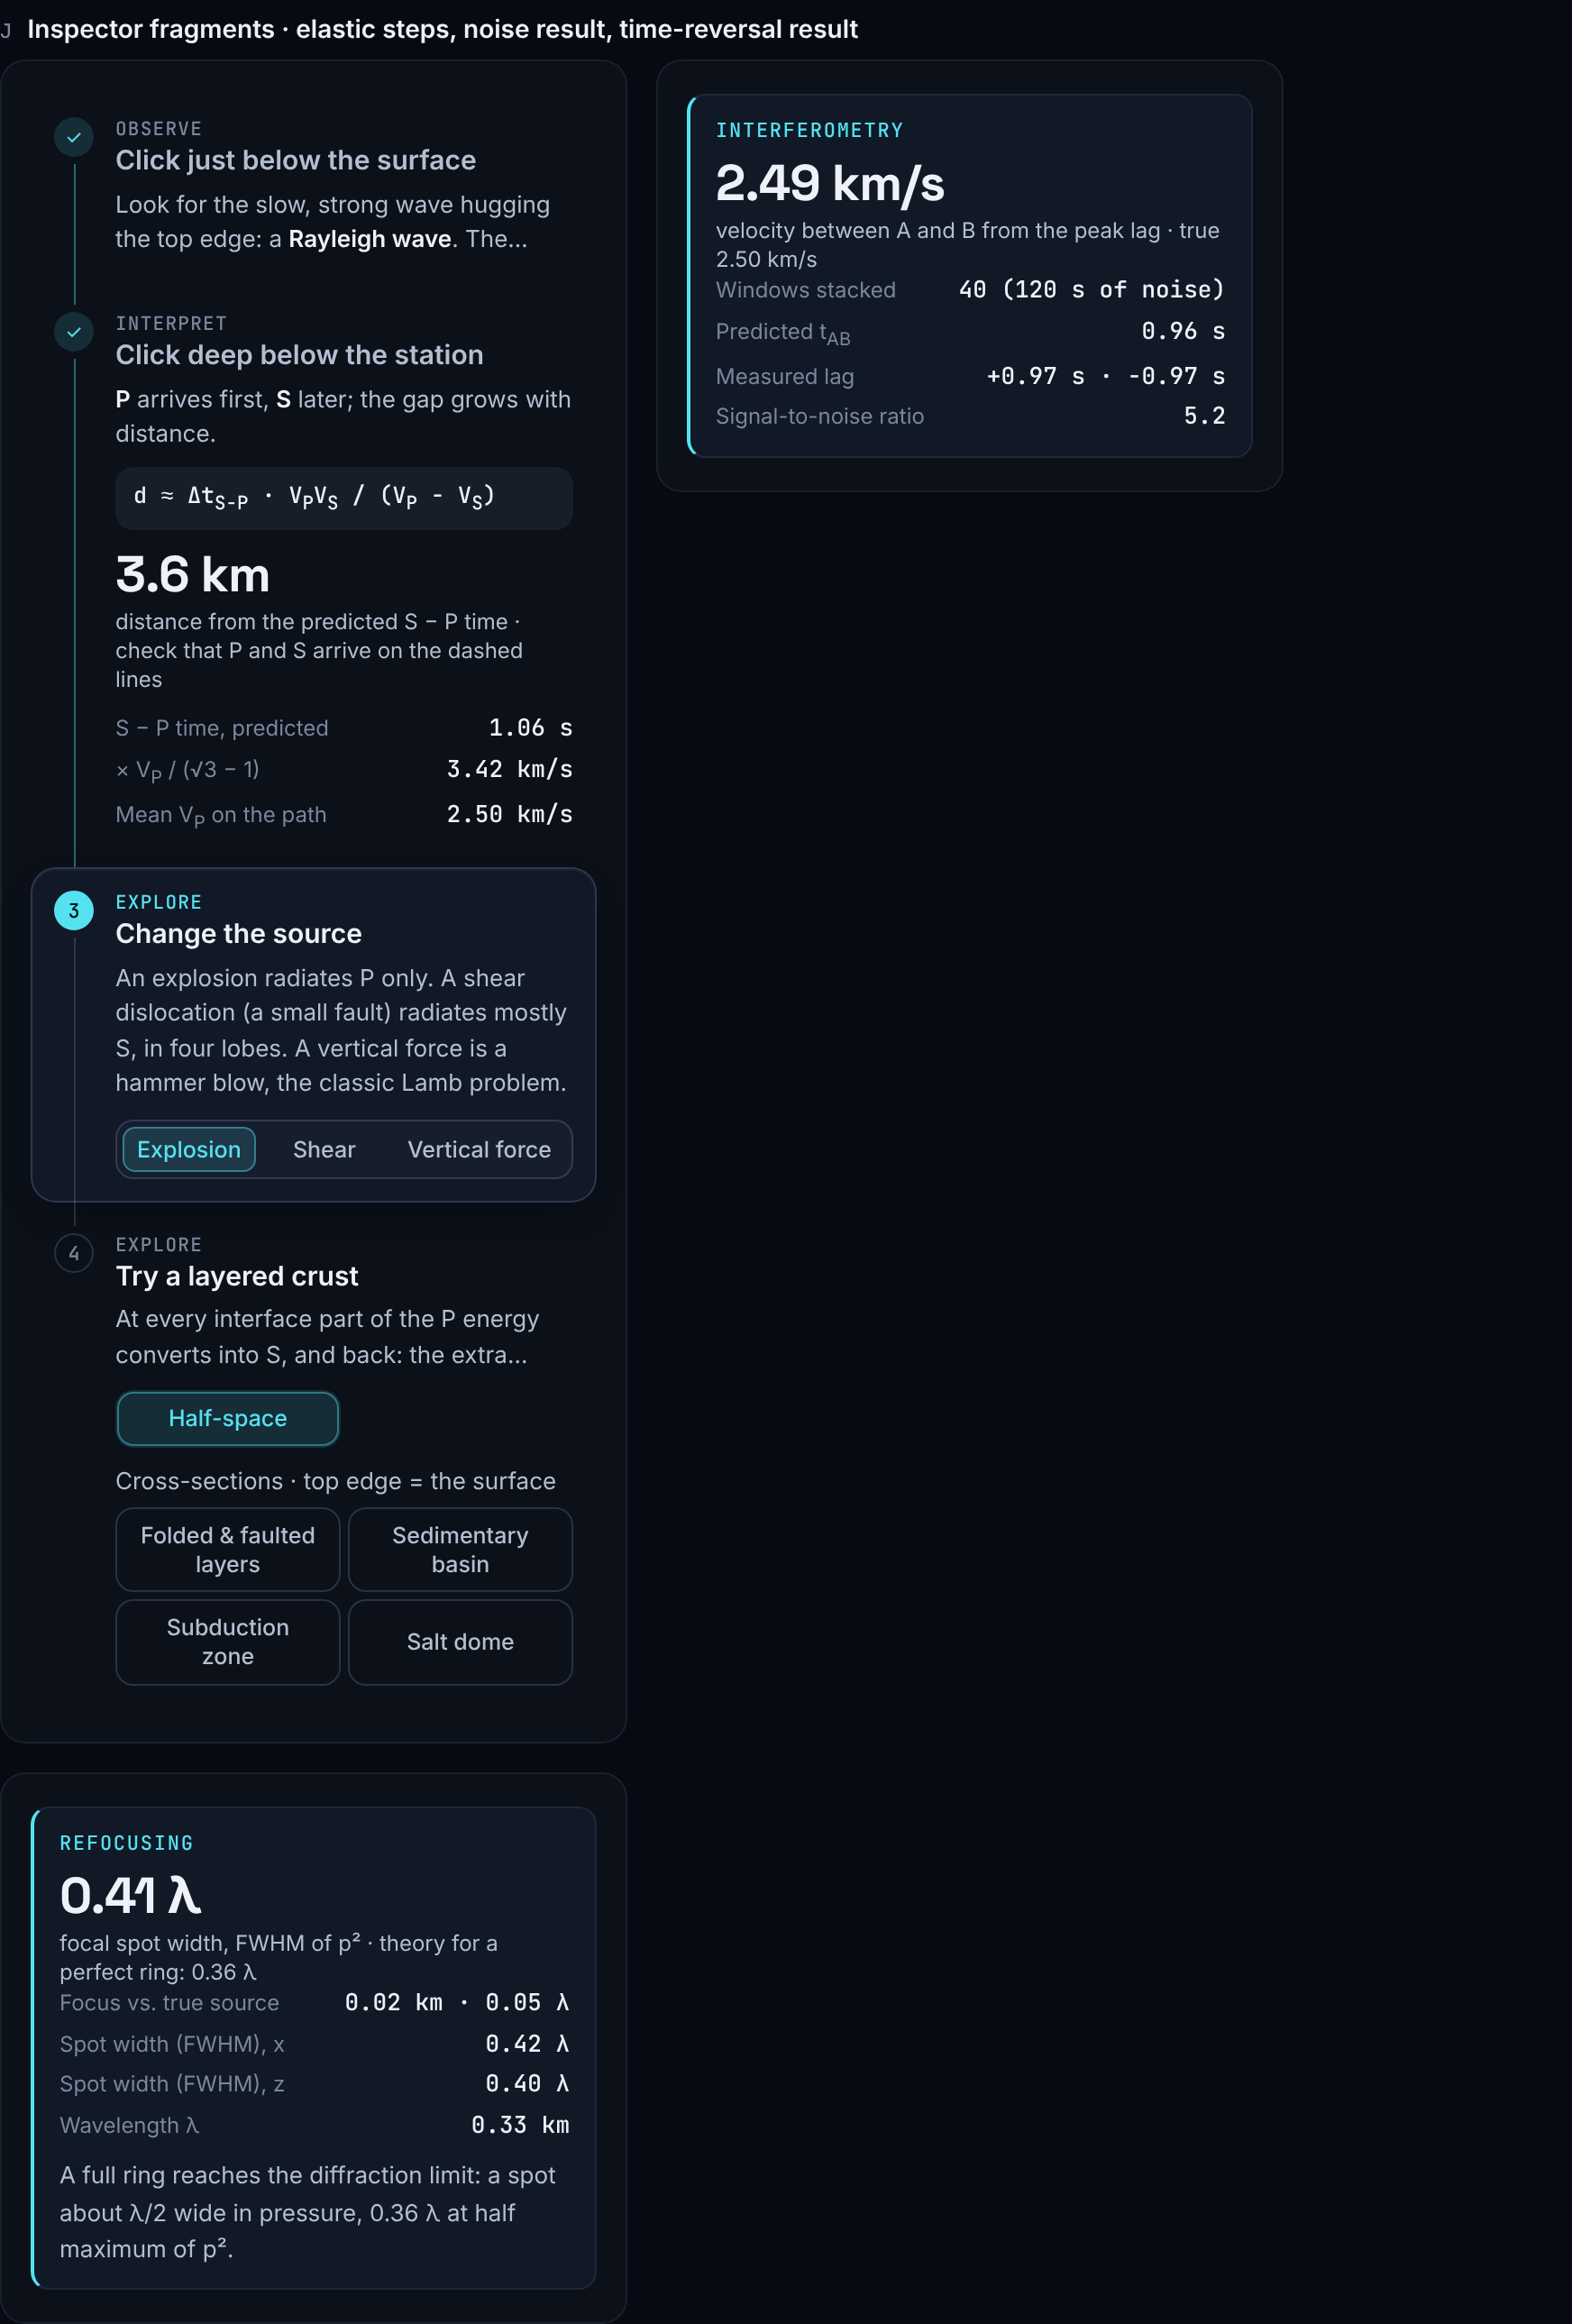 J Inspector fragments · elastic steps, noise result, time-reversal result
OBSERVE
Click just below the surface
Look for the slow, strong wave hugging
the top edge: a Rayleigh wave. The...
INTERPRET
Click deep below the station
P arrives first, S later; the gap grows with
distance.
d ≈ Δt_S-P · V_PV_S / (V_P - V_S)
3.6 km
distance from the predicted S − P time ·
check that P and S arrive on the dashed
lines
S − P time, predicted 1.06 s
× V_P / (√3 − 1) 3.42 km/s
Mean V_P on the path 2.50 km/s
3 EXPLORE
Change the source
An explosion radiates P only. A shear
dislocation (a small fault) radiates mostly
S, in four lobes. A vertical force is a
hammer blow, the classic Lamb problem.
Explosion Shear Vertical force
4 EXPLORE
Try a layered crust
At every interface part of the P energy
converts into S, and back: the extra...
Half-space
Cross-sections · top edge = the surface
Folded & faulted
layers
Sedimentary
basin
Subduction
zone
Salt dome
INTERFEROMETRY
2.49 km/s
velocity between A and B from the peak lag · true
2.50 km/s
Windows stacked 40 (120 s of noise)
Predicted t_AB 0.96 s
Measured lag +0.97 s · -0.97 s
Signal-to-noise ratio 5.2
REFOCUSING
0.41 λ
focal spot width, FWHM of p² · theory for a
perfect ring: 0.36 λ
Focus vs. true source 0.02 km · 0.05 λ
Spot width (FWHM), x 0.42 λ
Spot width (FWHM), z 0.40 λ
Wavelength λ 0.33 km
A full ring reaches the diffraction limit: a spot
about λ/2 wide in pressure, 0.36 λ at half
maximum of p².